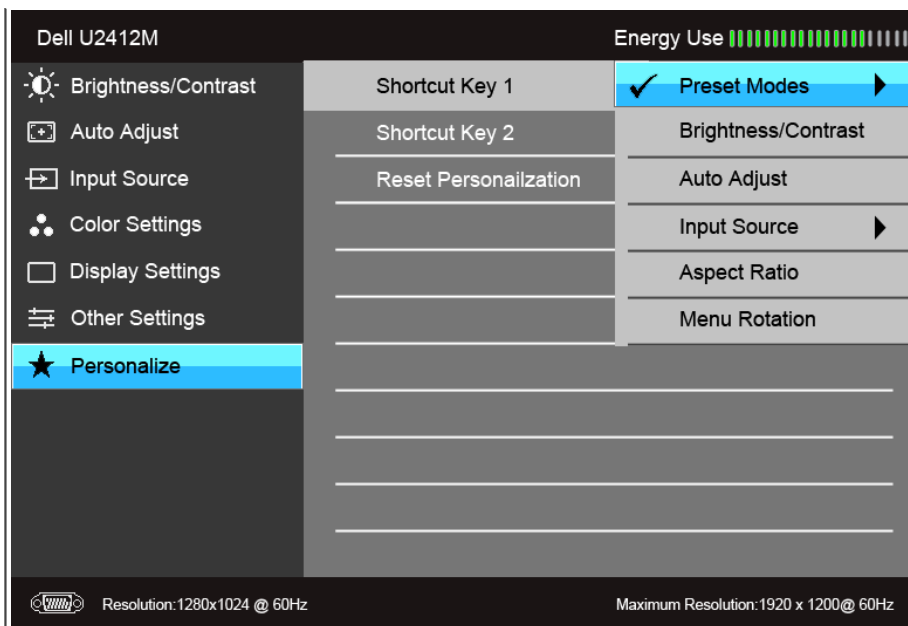 Dell U2412M
Energy Use
Brightness/Contrast
Auto Adjust
Input Source
Color Settings
Display Settings
Other Settings
Personalize
Shortcut Key 1
Shortcut Key 2
Reset Personailzation
Preset Modes
Brightness/Contrast
Auto Adjust
Input Source
Aspect Ratio
Menu Rotation
Resolution:1280x1024 @ 60Hz
Maximum Resolution:1920 x 1200@ 60Hz